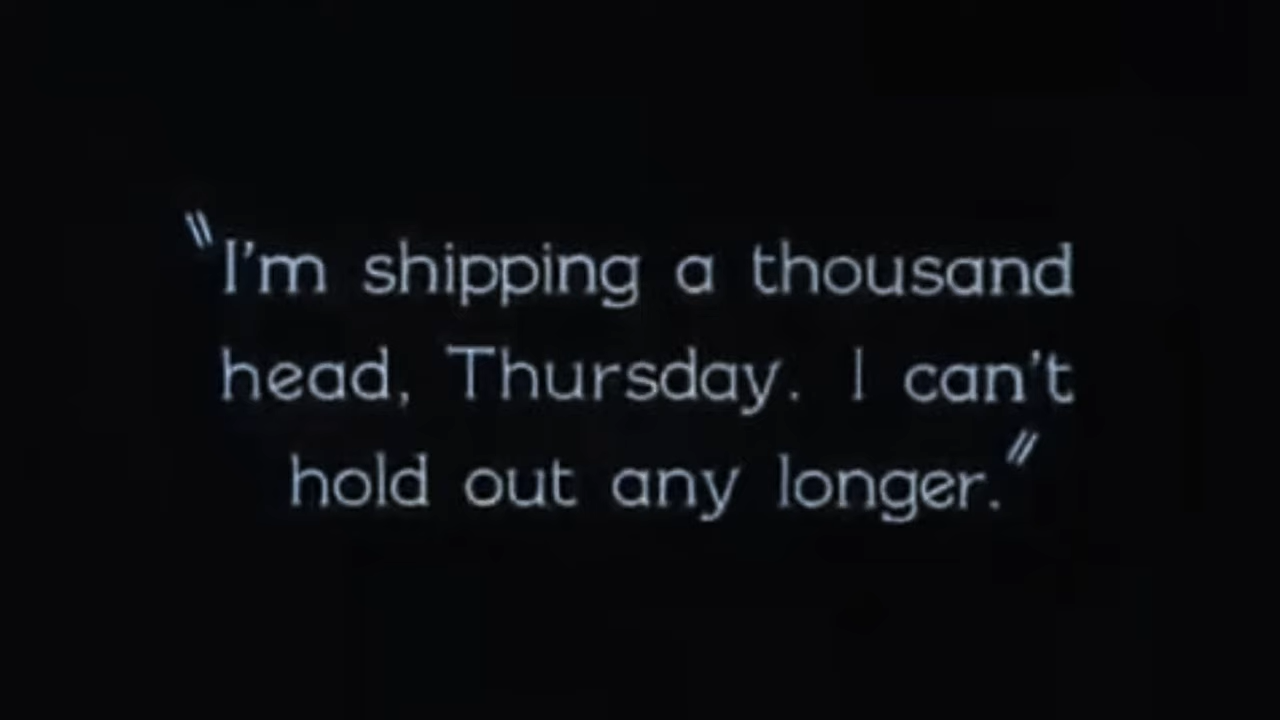 "I'm shipping a thousand
head, Thursday. I can't
hold out any longer."